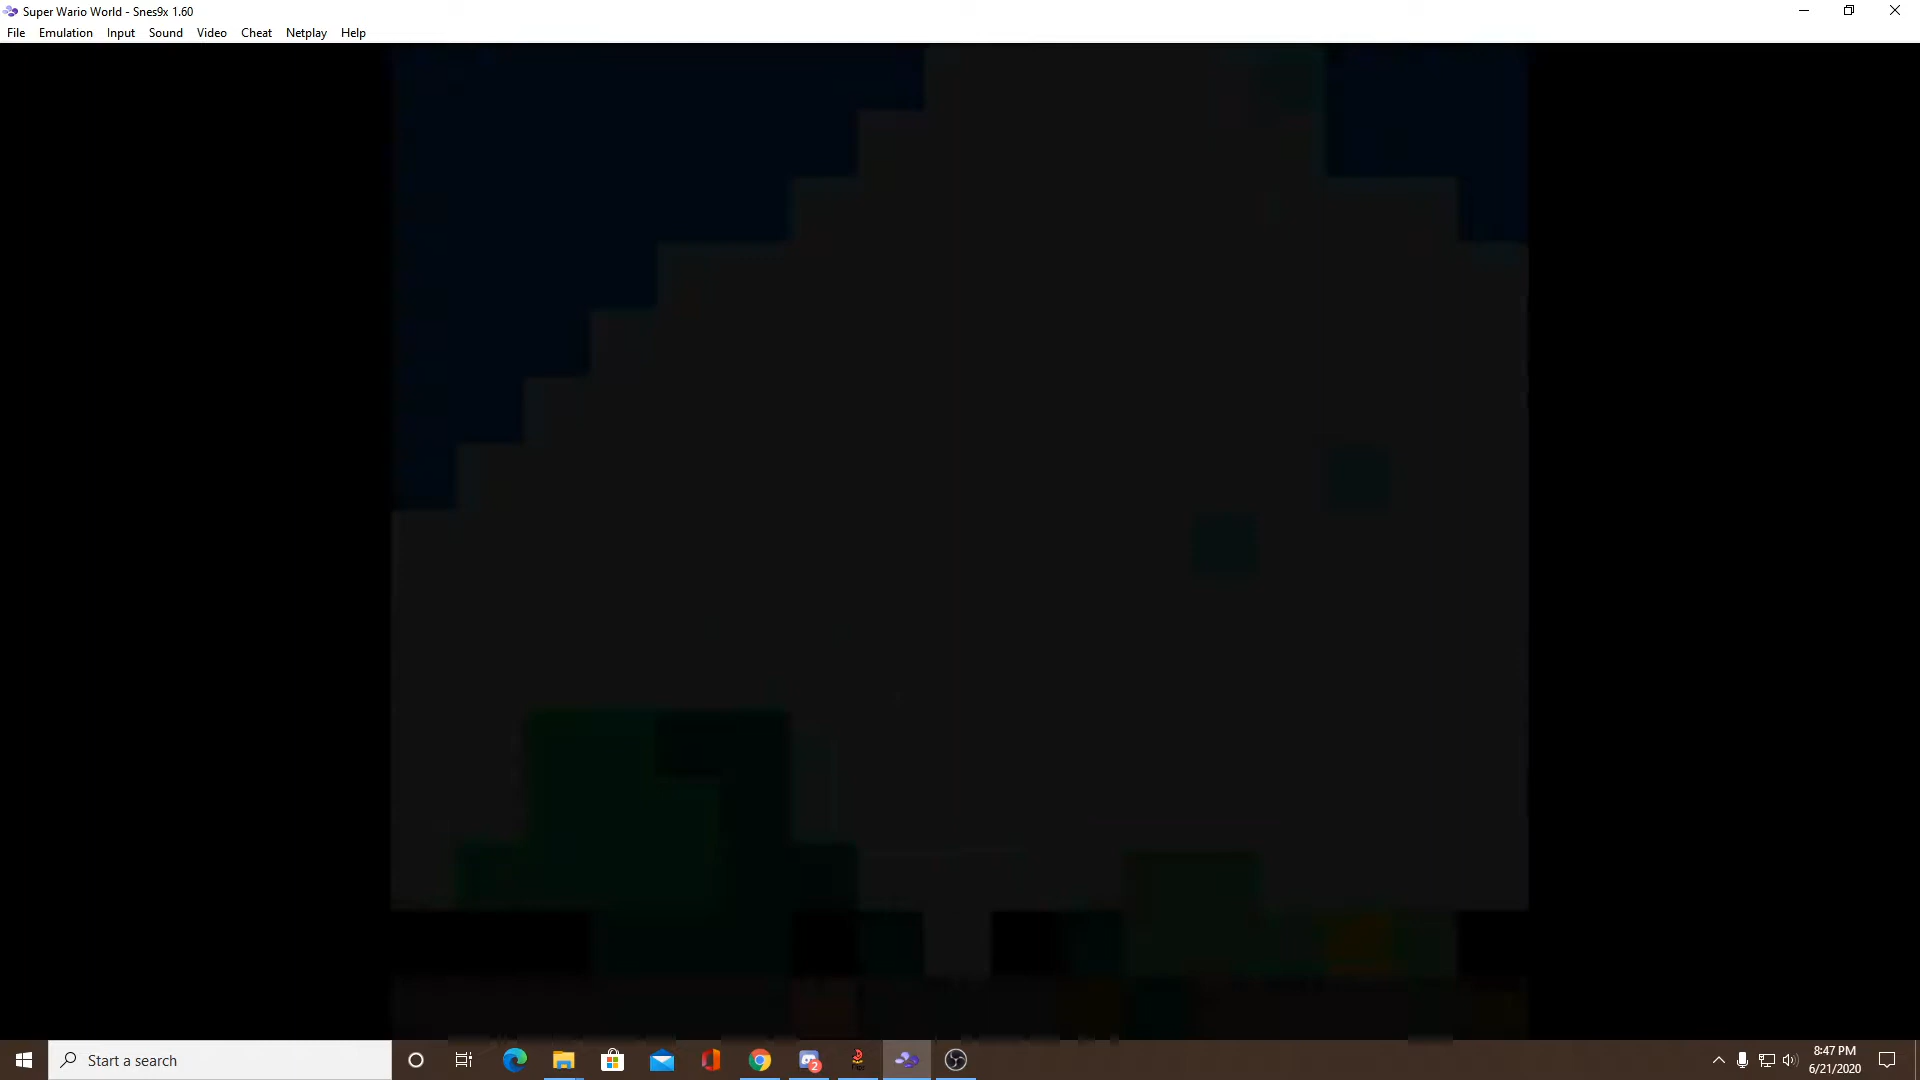 Super Wario World - Snes9x 1.60
File Emulation Input Sound Video Cheat Netplay Help
Start a search
2
8:47 PM
6/21/2020